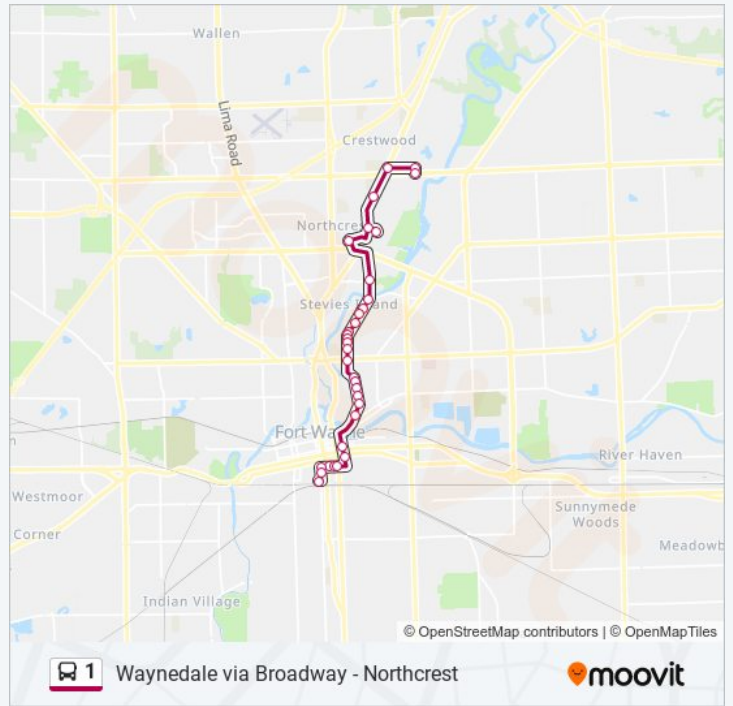 Wallen
Lima Road
Crestwood
Northcrest
Stevies Island
Fort Wayne
River Haven
Westmoor
Sunnymede
Woods
Corner
Meadowb
Indian Village
© OpenStreetMap contributors | © OpenMapTiles
1 Waynedale via Broadway - Northcrest
moovit